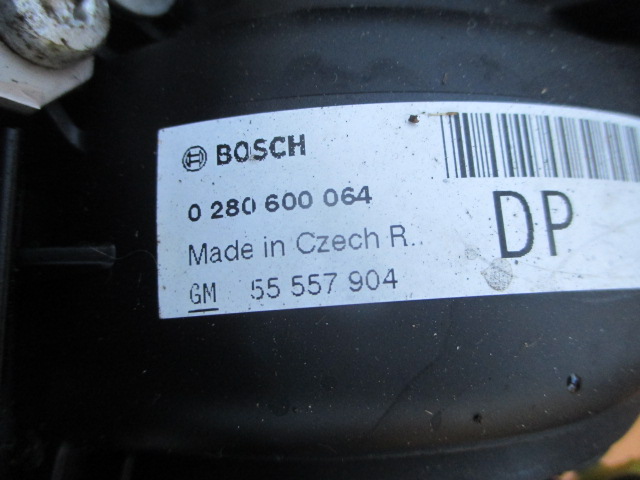 BOSCH
0 280 600 064
Made in Czech R..
GM 55 557 904
DP